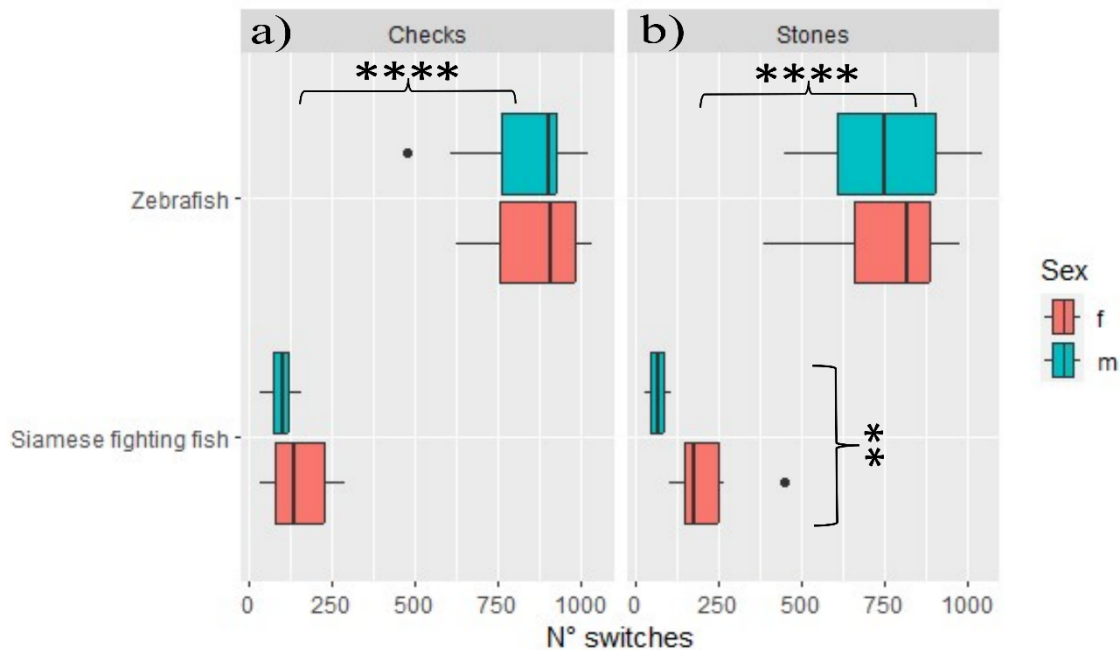 a) Checks
b) Stones
****
****
Zebrafish
Siamese fighting fish
**
Sex
f
m
0 250 500 750 1000
0 250 500 750 1000
N° switches